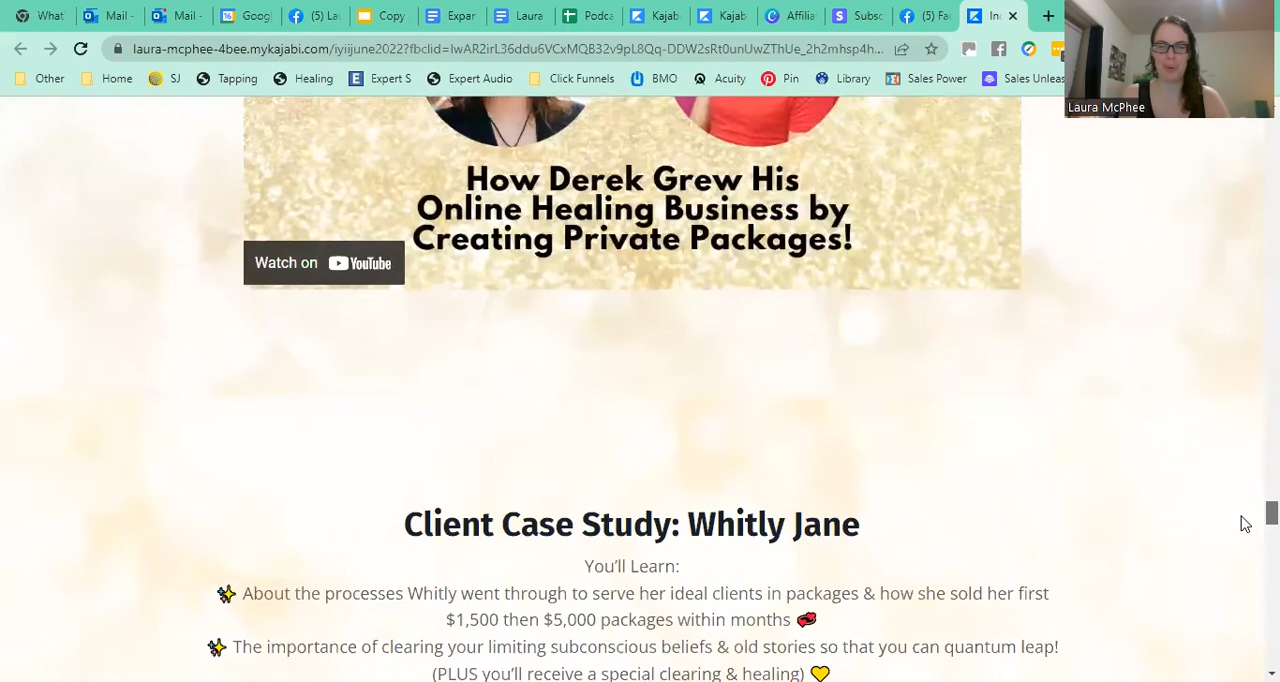 What'
Mail -
Mail -
Goog
(5) La
Copy
Expar
Laura
Podca
Kajab
Kajab
Affilia
Subsc
(5) Fa
In
laura-mcphee-4bee.mykajabi.com/iyiijune2022?fbclid=IwAR2irL36ddu6VCxMQB32v9pL8Qq-DDW2sRt0unUwZThUe_2h2mhsp4h...
Other
Home
SJ
Tapping
Healing
Expert S
Expert Audio
Click Funnels
BMO
Acuity
Pin
Library
Sales Power
Sales Unleas
Laura McPhee
How Derek Grew His
Online Healing Business by
Creating Private Packages!
Watch on YouTube
Client Case Study: Whitly Jane
You'll Learn:
✨ About the processes Whitly went through to serve her ideal clients in packages & how she sold her first
$1,500 then $5,000 packages within months
✨ The importance of clearing your limiting subconscious beliefs & old stories so that you can quantum leap!
(PLUS you'll receive a special clearing & healing) 💛